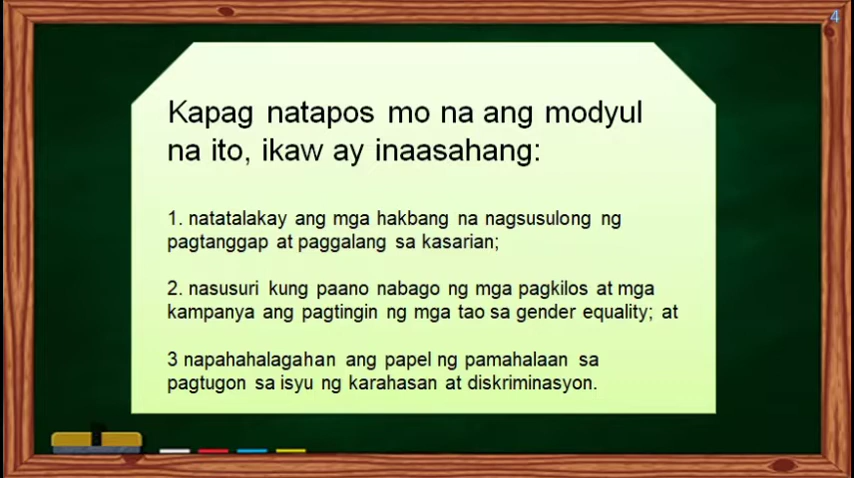 4
Kapag natapos mo na ang modyul
na ito, ikaw ay inaasahang:
1. natatalakay ang mga hakbang na nagsusulong ng
pagtanggap at paggalang sa kasarian;
2. nasusuri kung paano nabago ng mga pagkilos at mga
kampanya ang pagtingin ng mga tao sa gender equality; at
3 napahahalagahan ang papel ng pamahalaan sa
pagtugon sa isyu ng karahasan at diskriminasyon.